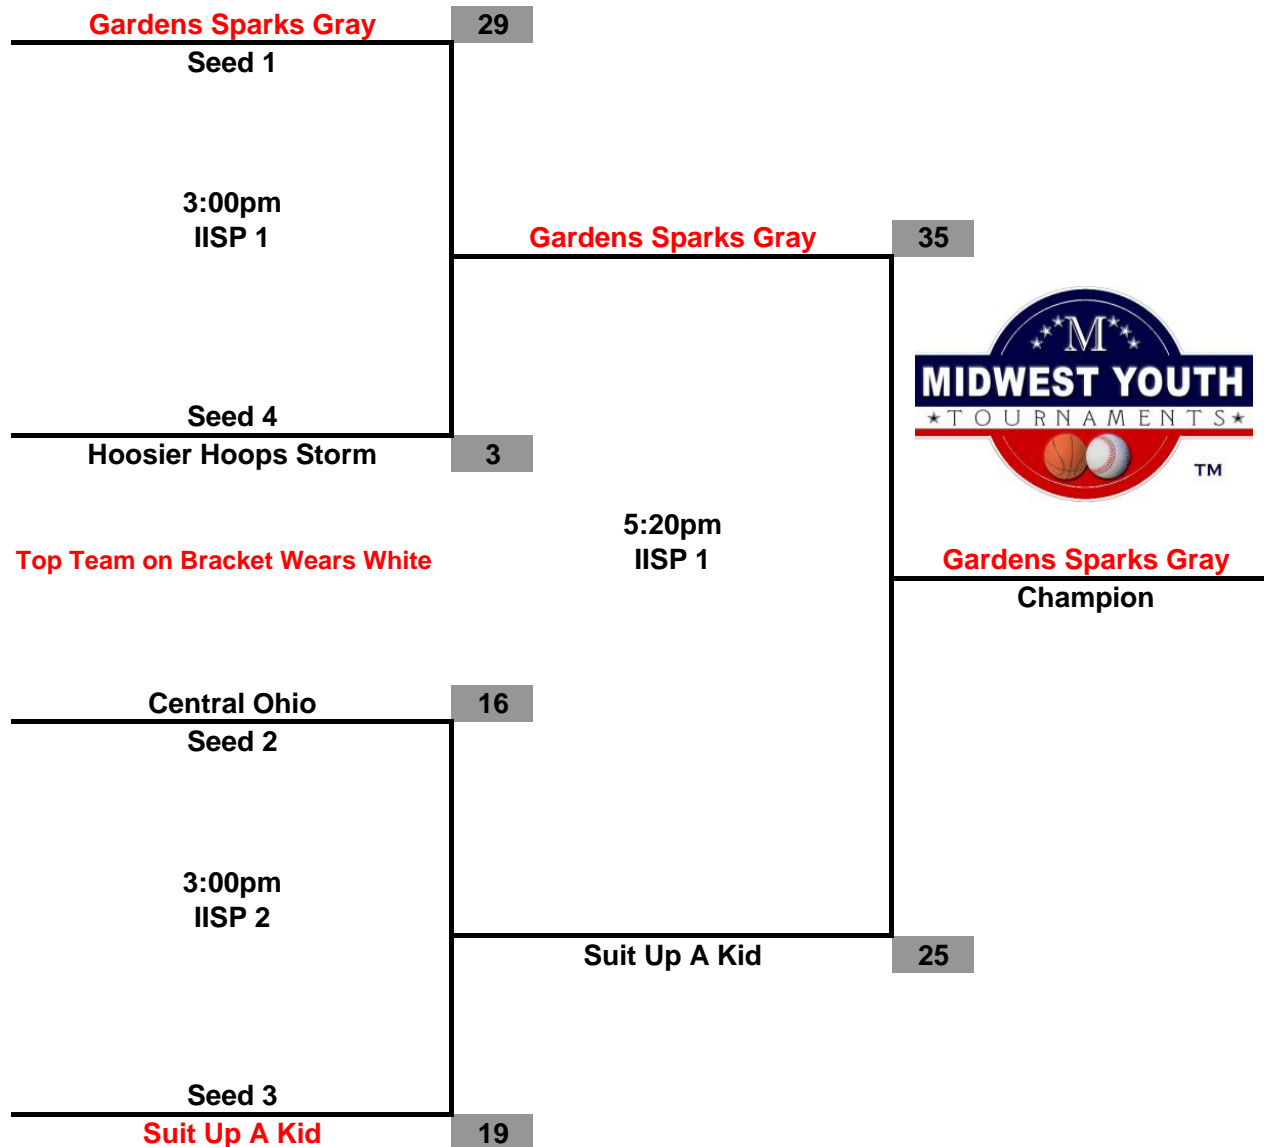 Gardens Sparks Gray 29
Seed 1
3:00pm
IISP 1
Gardens Sparks Gray 35
M
MIDWEST YOUTH
TOURNAMENTS
TM
Seed 4
Hoosier Hoops Storm 3
5:20pm
IISP 1
Top Team on Bracket Wears White
Gardens Sparks Gray
Champion
Central Ohio 16
Seed 2
3:00pm
IISP 2
Suit Up A Kid 25
Seed 3
Suit Up A Kid 19